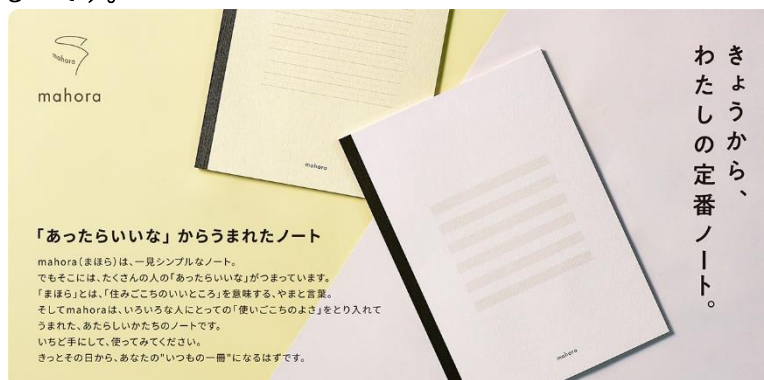 mahora
mahora
きょうから、
わたしの定番ノート。
mahora
「あったらいいな」からうまれたノート
mahora(まほら)は、一見シンプルなノート。
でもそこには、たくさんの人の「あったらいいな」がつまっています。
「まほら」とは、「住みごこちのいいところ」を意味する、やまと言葉。
そしてmahoraは、いろいろな人にとっての「使いごこちのよさ」をとり入れて
うまれた、あたらしいかたちのノートです。
いちど手にして、使ってみてください。
きっとその日から、あなたの"いつもの一冊"になるはずです。
mahora